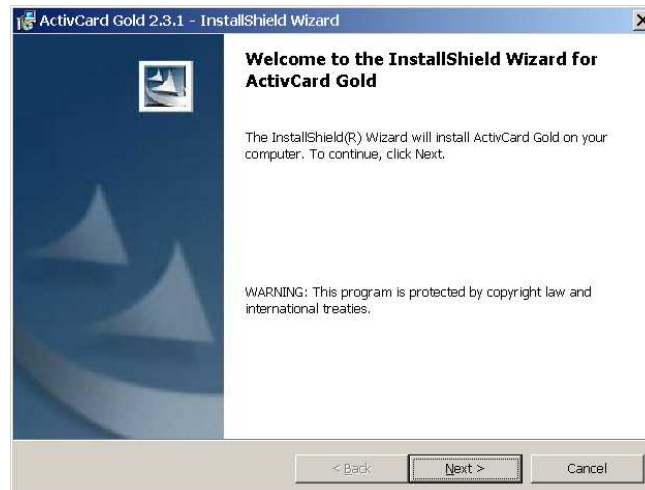 ActivCard Gold 2.3.1 - InstallShield Wizard
Welcome to the InstallShield Wizard for
ActivCard Gold
The InstallShield(R) Wizard will install ActivCard Gold on your
computer. To continue, click Next.
WARNING: This program is protected by copyright law and
international treaties.
< Back Next > Cancel